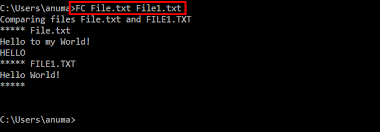 C:\Users\anuma>FC File.txt File1.txt
Comparing files File.txt and FILE1.TXT
***** File.txt
Hello to my World!
HELLO
***** FILE1.TXT
Hello World!
*****
C:\Users\anuma>